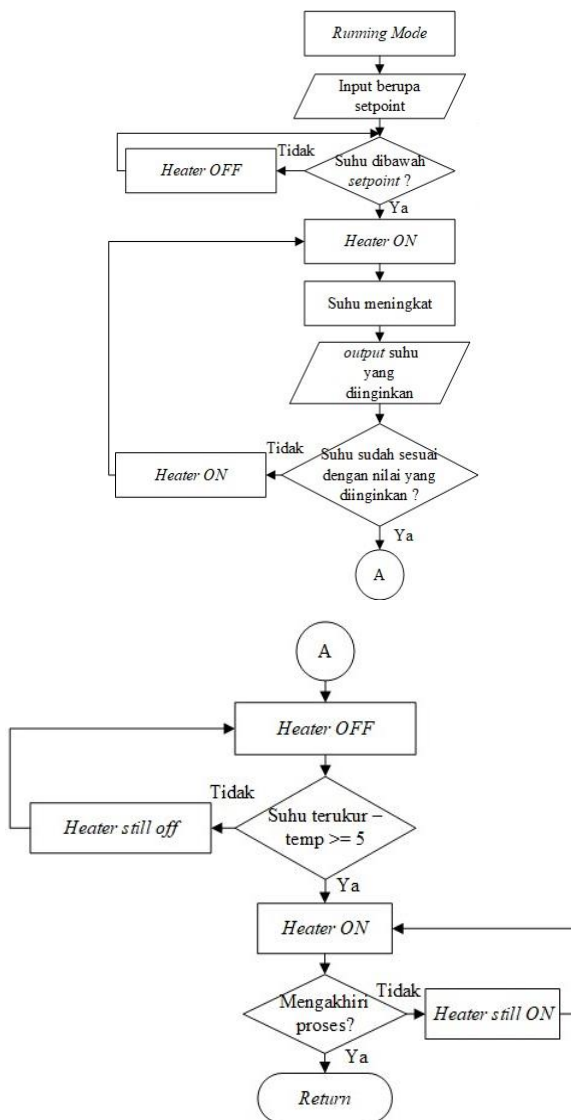 Running Mode
Input berupa
setpoint
Tidak
Heater OFF
Suhu dibawah
setpoint ?
Ya
Heater ON
Suhu meningkat
output suhu
yang
diinginkan
Tidak
Heater ON
Suhu sudah sesuai
dengan nilai yang
diinginkan ?
Ya
A
A
Heater OFF
Tidak
Heater still off
Suhu terukur –
temp >= 5
Ya
Heater ON
Mengakhiri
proses?
Tidak
Heater still ON
Ya
Return